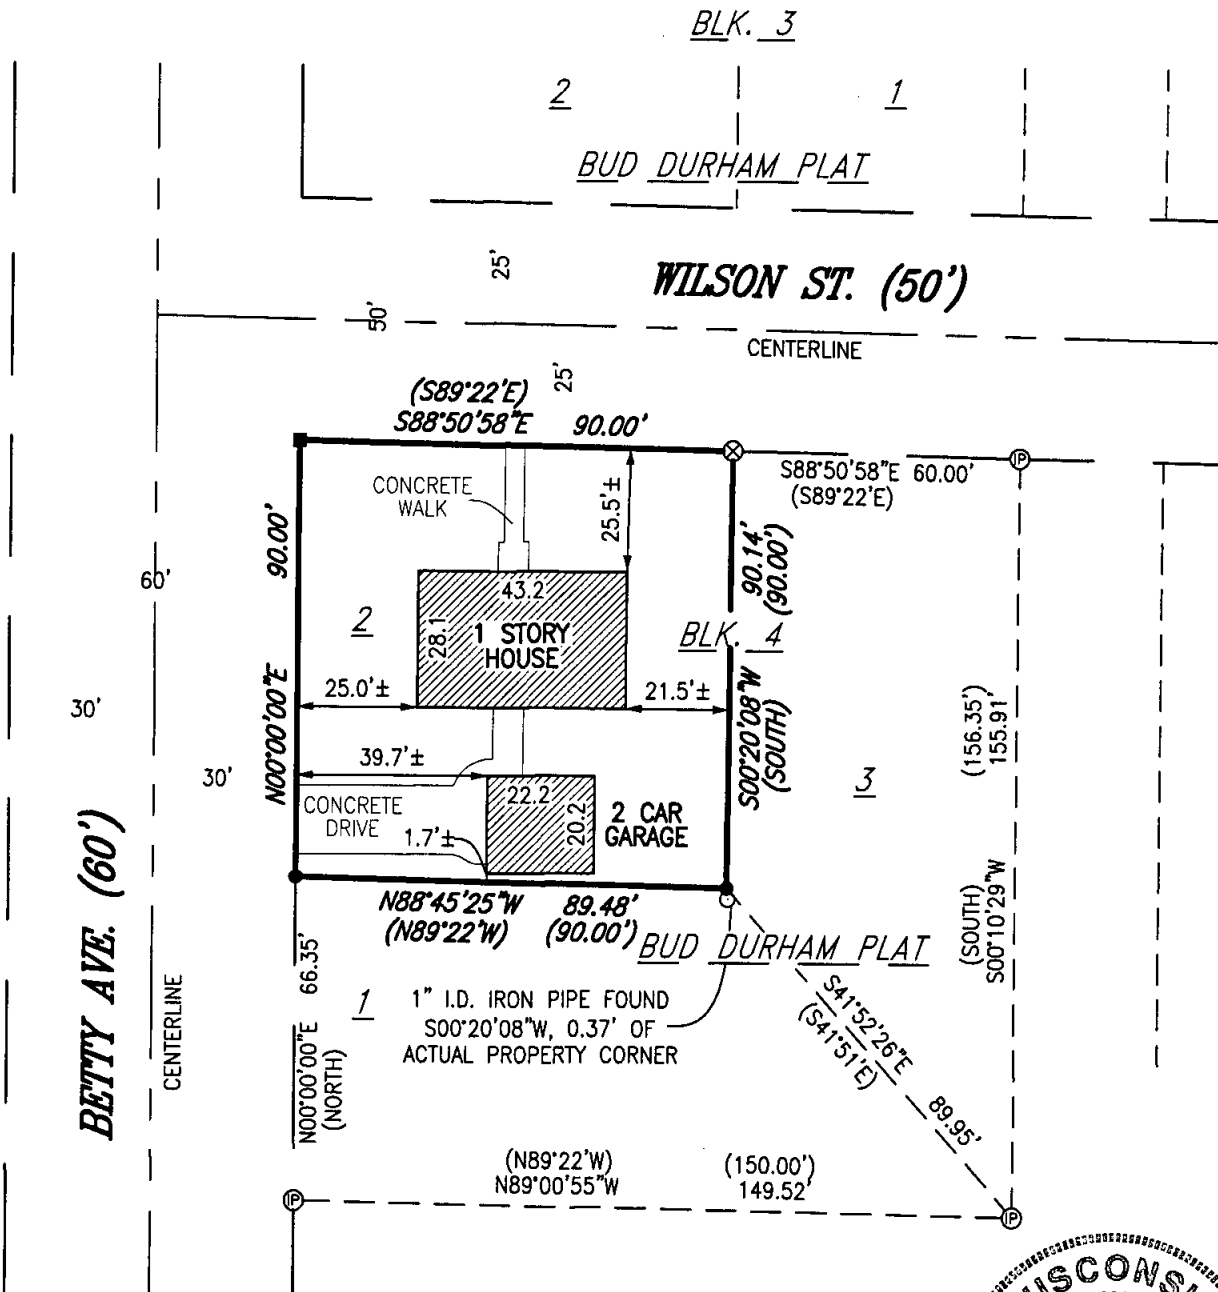 BLK. 3
2
1
BUD DURHAM PLAT
25'
WILSON ST. (50')
50'
CENTERLINE
25'
(S89°22'E)
S88°50'58"E 90.00'
S88°50'58"E 60.00'
(S89°22'E)
CONCRETE
WALK
25.5'±
90.00'
N00°00'00"E
90.14'
(90.00')
60'
43.2
28.1
1 STORY
HOUSE
2
BLK. 4
25.0'±
21.5'±
S00°20'08"W
(SOUTH)
30'
(156.35')
155.91'
39.7'±
30'
3
CONCRETE
DRIVE
22.2
20.2
2 CAR
GARAGE
1.7'±
BETTY AVE. (60')
N88°45'25"W 89.48'
(N89°22'W) (90.00')
(SOUTH)
S00°10'29"W
BUD DURHAM PLAT
66.35'
N00°00'00"E
(NORTH)
CENTERLINE
1
1" I.D. IRON PIPE FOUND
S00°20'08"W, 0.37' OF
ACTUAL PROPERTY CORNER
S41°52'26"E
(S41°51'E)
89.95'
(N89°22'W) (150.00')
N89°00'55"W 149.52'
IP
IP
IP